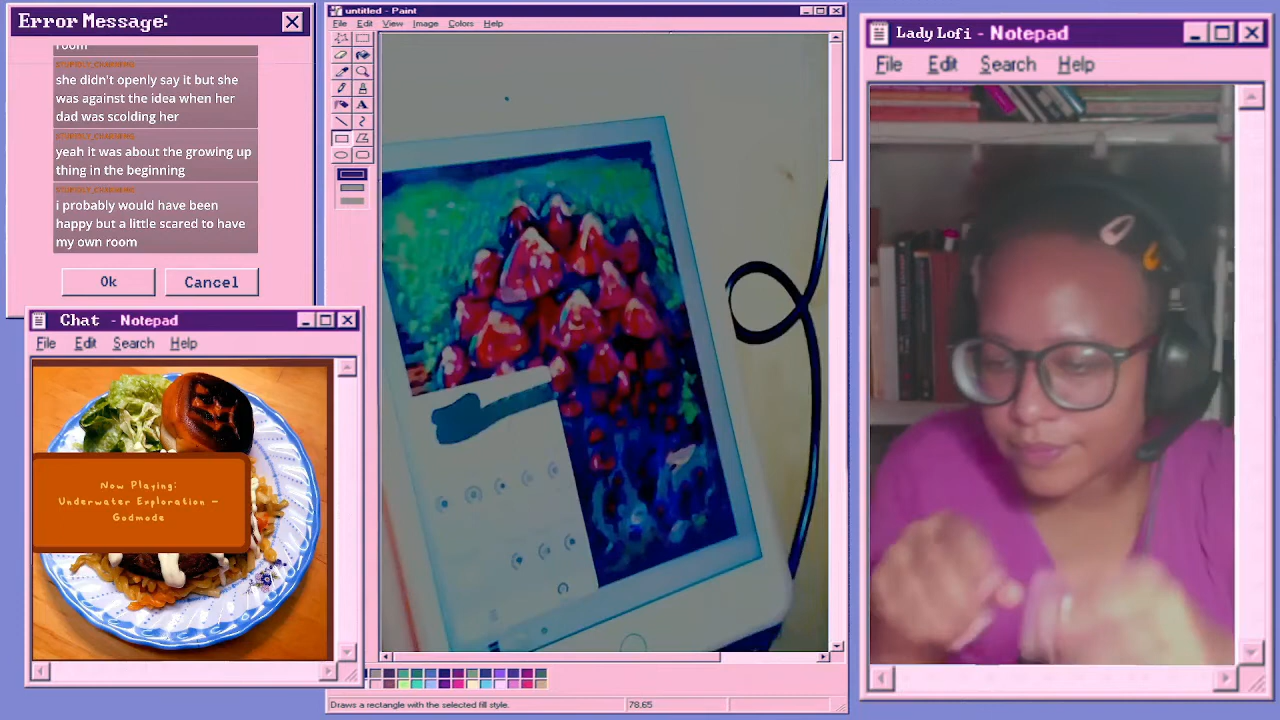 Error Message:
room
STUPIDLY_CHARMING
she didn't openly say it but she
was against the idea when her
dad was scolding her
STUPIDLY_CHARMING
yeah it was about the growing up
thing in the beginning
STUPIDLY_CHARMING
i probably would have been
happy but a little scared to have
my own room
Ok
Cancel
Chat - Notepad
File Edit Search Help
Now Playing:
Underwater Exploration -
Godmode
untitled - Paint
File Edit View Image Colors Help
A
Draws a rectangle with the selected fill style.
78,65
Lady Lofi - Notepad
File Edit Search Help